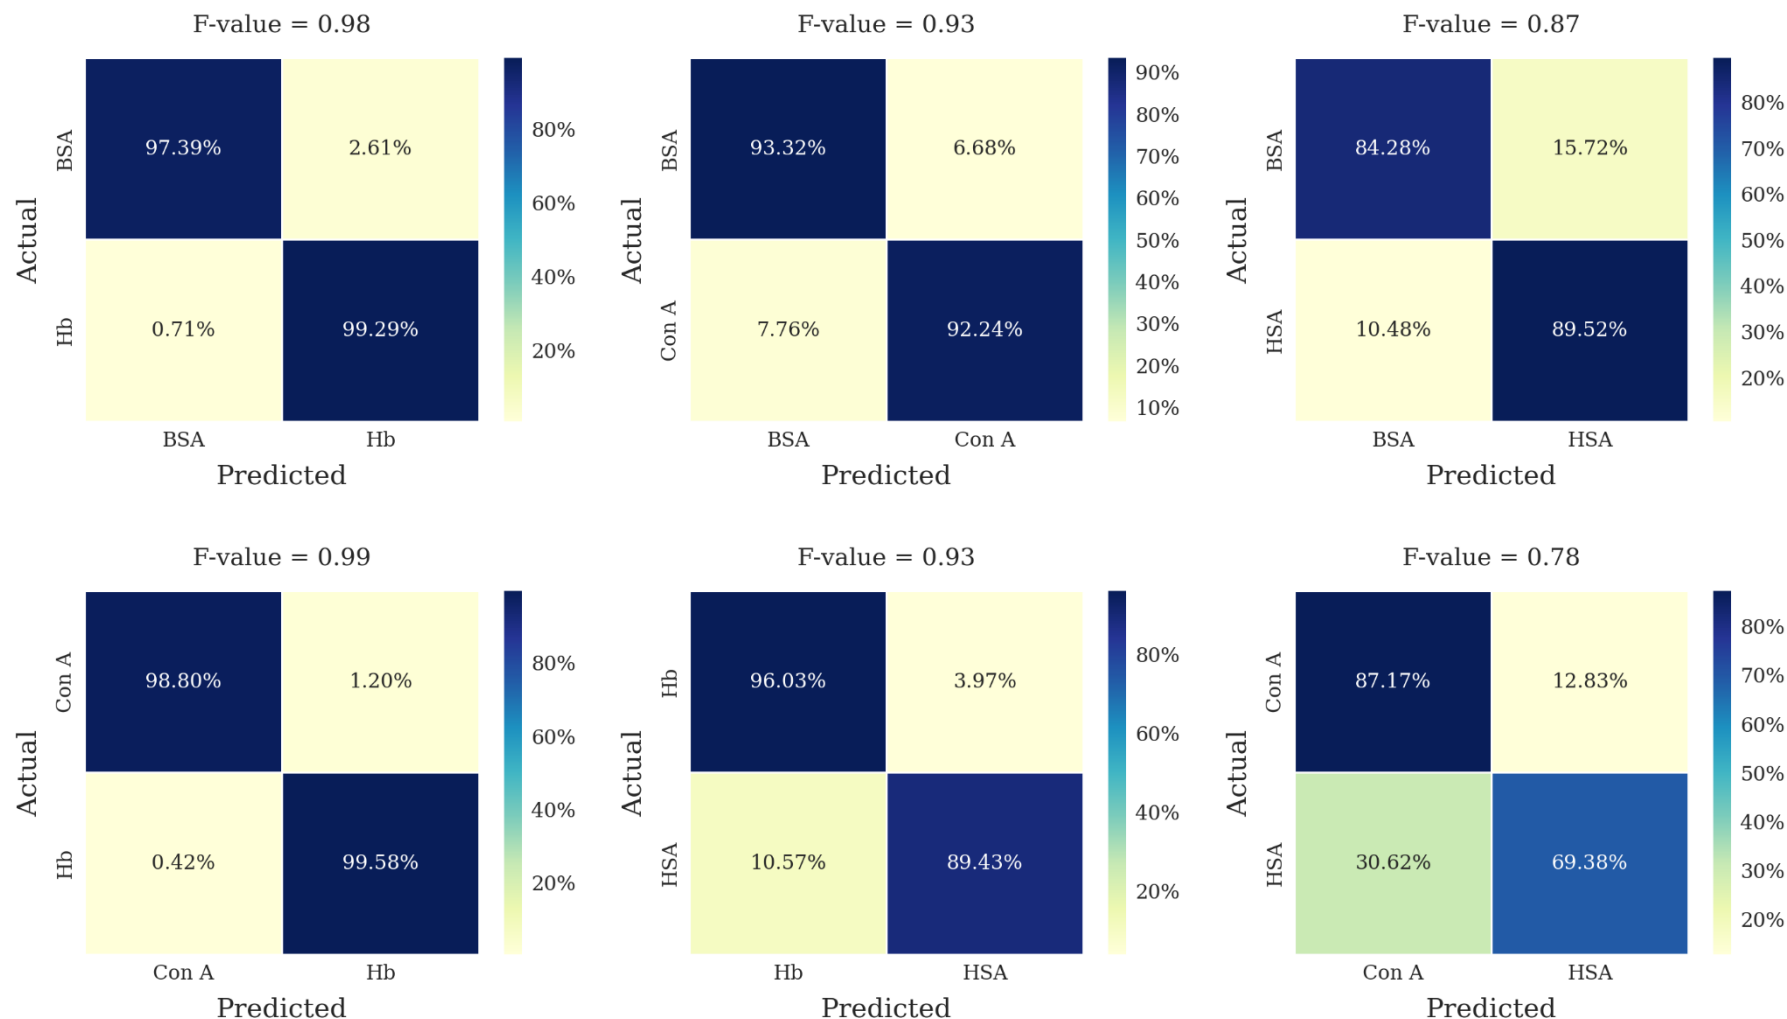 F-value = 0.98
BSA
97.39%
2.61%
Hb
0.71%
99.29%
Actual
BSA
Hb
Predicted
80%
60%
40%
20%
F-value = 0.93
BSA
93.32%
6.68%
Con A
7.76%
92.24%
Actual
BSA
Con A
Predicted
90%
80%
70%
60%
50%
40%
30%
20%
10%
F-value = 0.87
BSA
84.28%
15.72%
HSA
10.48%
89.52%
Actual
BSA
HSA
Predicted
80%
70%
60%
50%
40%
30%
20%
F-value = 0.99
Con A
98.80%
1.20%
Hb
0.42%
99.58%
Actual
Con A
Hb
Predicted
80%
60%
40%
20%
F-value = 0.93
Hb
96.03%
3.97%
HSA
10.57%
89.43%
Actual
Hb
HSA
Predicted
80%
60%
40%
20%
F-value = 0.78
Con A
87.17%
12.83%
HSA
30.62%
69.38%
Actual
Con A
HSA
Predicted
80%
70%
60%
50%
40%
30%
20%